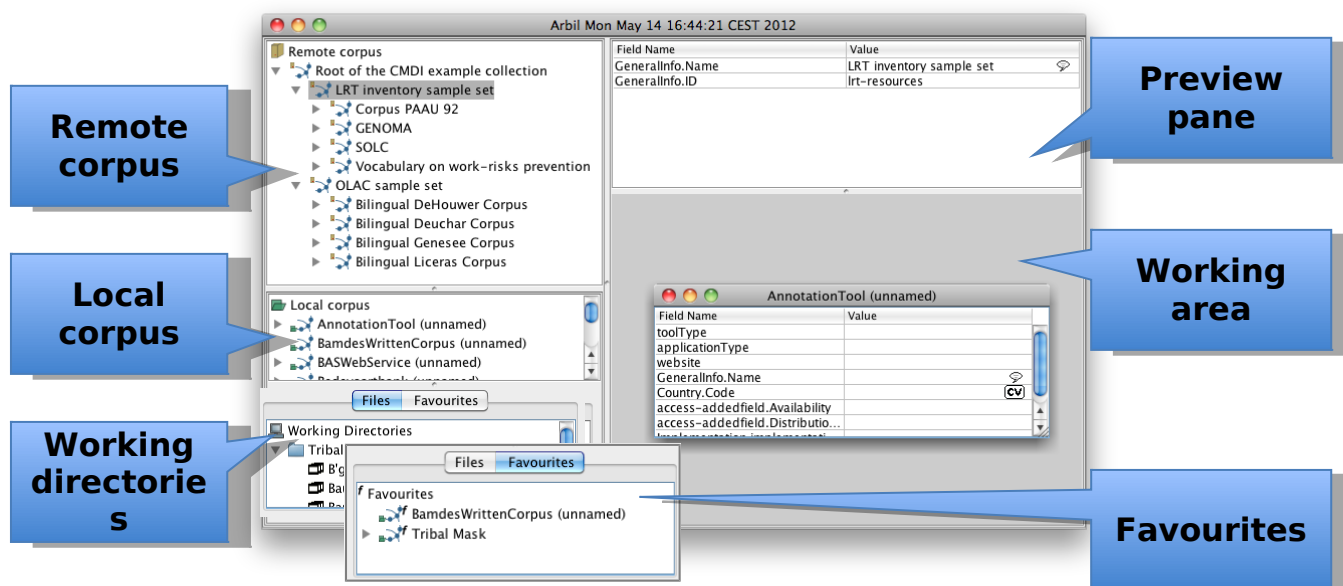 Arbil Mon May 14 16:44:21 CEST 2012
Remote corpus
Root of the CMDI example collection
LRT inventory sample set
Corpus PAAU 92
GENOMA
SOLC
Vocabulary on work-risks prevention
OLAC sample set
Bilingual DeHouwer Corpus
Bilingual Deuchar Corpus
Bilingual Genesee Corpus
Bilingual Liceras Corpus
Field Name Value
GeneralInfo.Name LRT inventory sample set
GeneralInfo.ID lrt-resources
Local corpus
AnnotationTool (unnamed)
BamdesWrittenCorpus (unnamed)
BASWebService (unnamed)
Files Favourites
Working Directories
Tribal
B'g
Files Favourites
f Favourites
f BamdesWrittenCorpus (unnamed)
f Tribal Mask
AnnotationTool (unnamed)
Field Name Value
toolType
applicationType
website
GeneralInfo.Name
Country.Code CV
access-addedfield.Availability
access-addedfield.Distributio...
Remote
corpus
Local
corpus
Working
directorie
s
Preview
pane
Working
area
Favourites